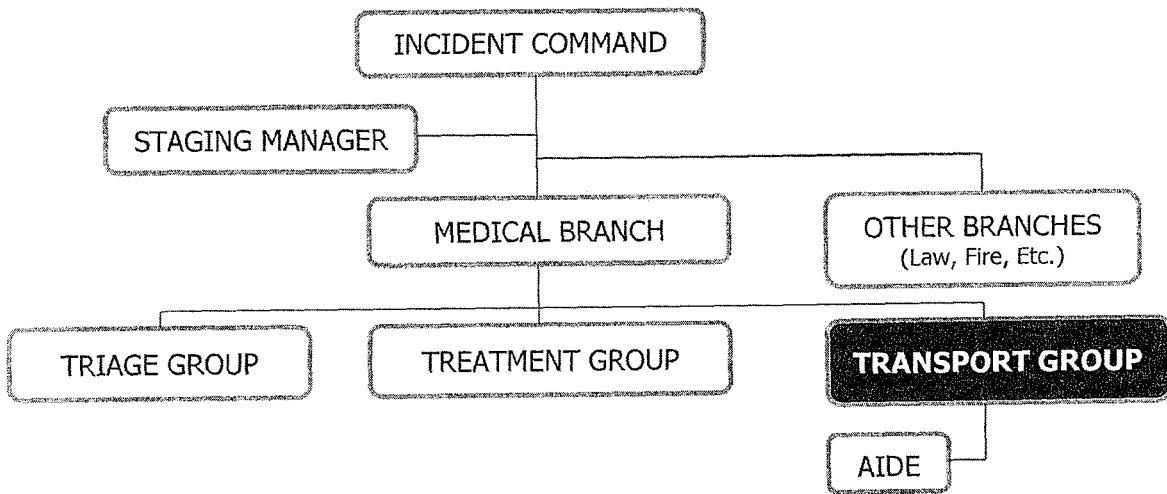 INCIDENT COMMAND
STAGING MANAGER
MEDICAL BRANCH
OTHER BRANCHES
(Law, Fire, Etc.)
TRIAGE GROUP
TREATMENT GROUP
TRANSPORT GROUP
AIDE